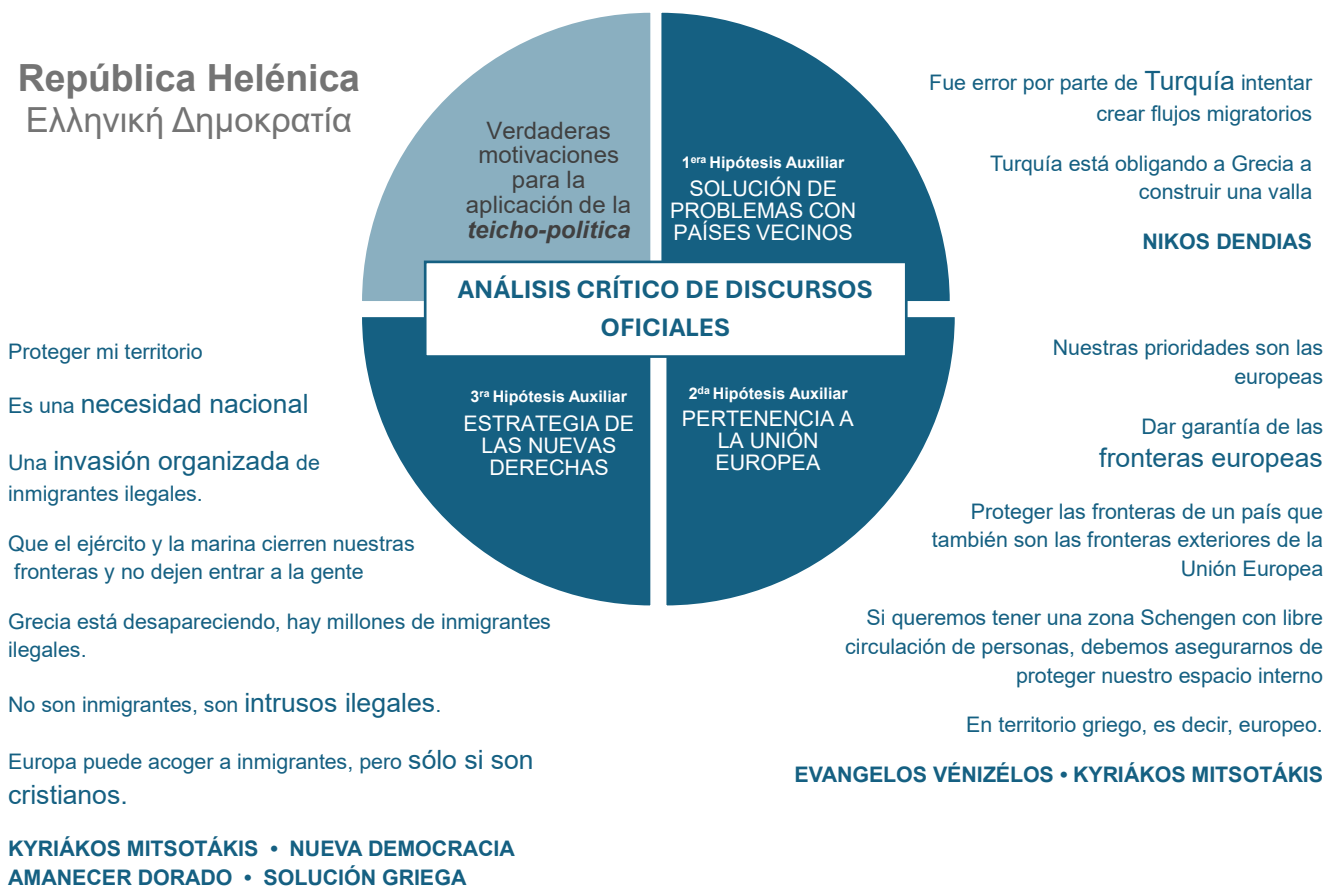 República Helénica
Ελληνική Δημοκρατία
Verdaderas
motivaciones
para la
aplicación de la
teicho-politica
1era Hipótesis Auxiliar
SOLUCIÓN DE
PROBLEMAS CON
PAÍSES VECINOS
Fue error por parte de Turquía intentar
crear flujos migratorios
Turquía está obligando a Grecia a
construir una valla
NIKOS DENDIAS
ANÁLISIS CRÍTICO DE DISCURSOS
OFICIALES
3ra Hipótesis Auxiliar
ESTRATEGIA DE
LAS NUEVAS
DERECHAS
2da Hipótesis Auxiliar
PERTENENCIA A
LA UNIÓN
EUROPEA
Proteger mi territorio
Es una necesidad nacional
Una invasión organizada de
inmigrantes ilegales.
Que el ejército y la marina cierren nuestras
fronteras y no dejen entrar a la gente
Grecia está desapareciendo, hay millones de inmigrantes
ilegales.
No son inmigrantes, son intrusos ilegales.
Europa puede acoger a inmigrantes, pero sólo si son
cristianos.
KYRIÁKOS MITSOTÁKIS • NUEVA DEMOCRACIA
AMANECER DORADO • SOLUCIÓN GRIEGA
Nuestras prioridades son las
europeas
Dar garantía de las
fronteras europeas
Proteger las fronteras de un país que
también son las fronteras exteriores de la
Unión Europea
Si queremos tener una zona Schengen con libre
circulación de personas, debemos asegurarnos de
proteger nuestro espacio interno
En territorio griego, es decir, europeo.
EVANGELOS VÉNIZÉLOS • KYRIÁKOS MITSOTÁKIS